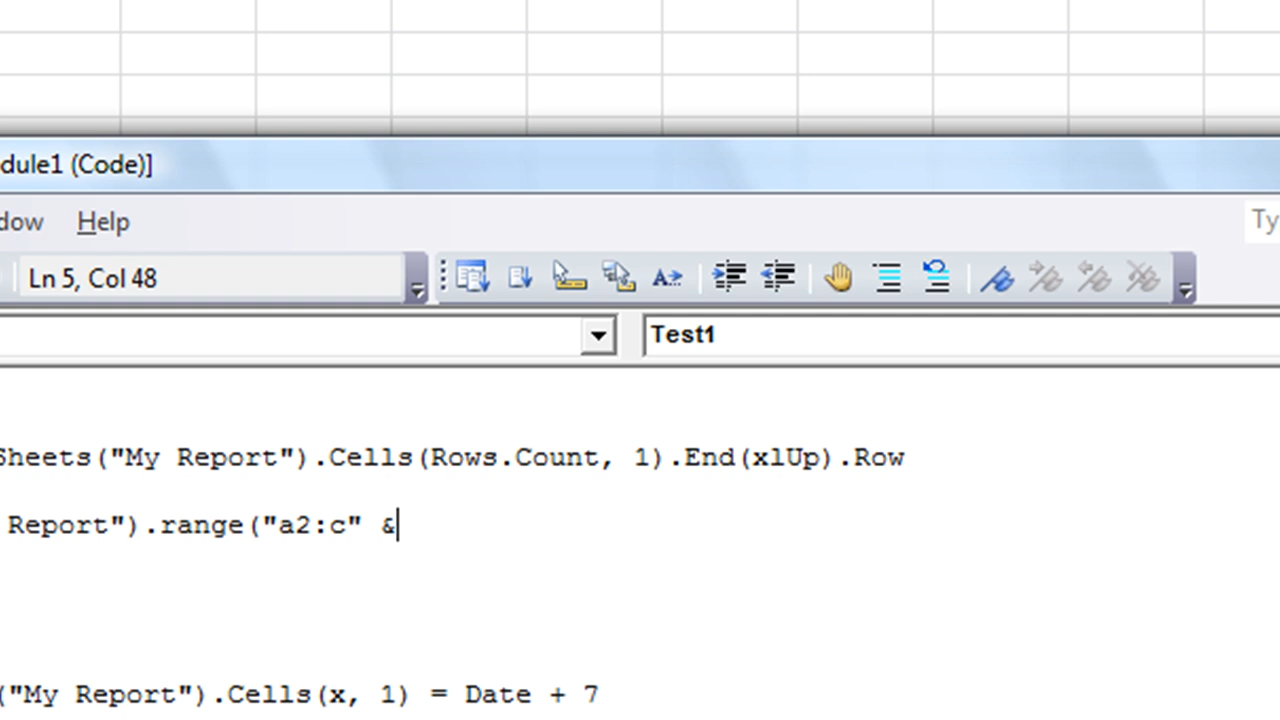 dule1 (Code)]
dow Help
Ty
Ln 5, Col 48
Test1
Sheets("My Report").Cells(Rows.Count, 1).End(xlUp).Row
Report").range("a2:c" &
("My Report").Cells(x, 1) = Date + 7